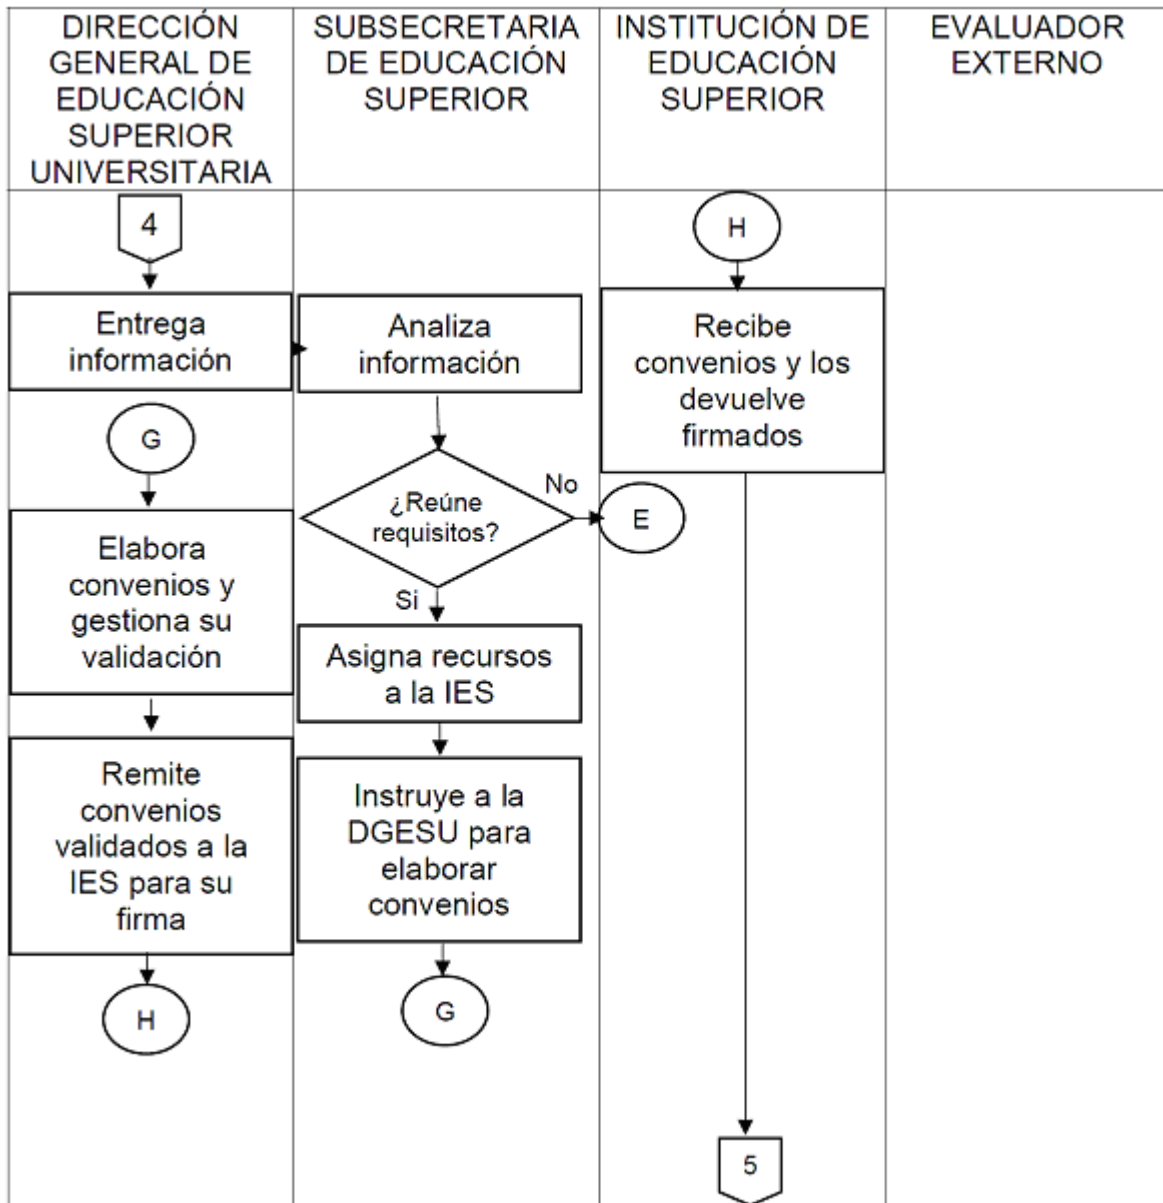 DIRECCIÓN
GENERAL DE
EDUCACIÓN
SUPERIOR
UNIVERSITARIA
SUBSECRETARIA
DE EDUCACIÓN
SUPERIOR
INSTITUCIÓN DE
EDUCACIÓN
SUPERIOR
EVALUADOR
EXTERNO
4
Entrega
información
G
Elabora
convenios y
gestiona su
validación
Remite
convenios
validados a la
IES para su
firma
H
Analiza
información
¿Reúne
requisitos?
No
E
Si
Asigna recursos
a la IES
Instruye a la
DGESU para
elaborar
convenios
G
H
Recibe
convenios y los
devuelve
firmados
5